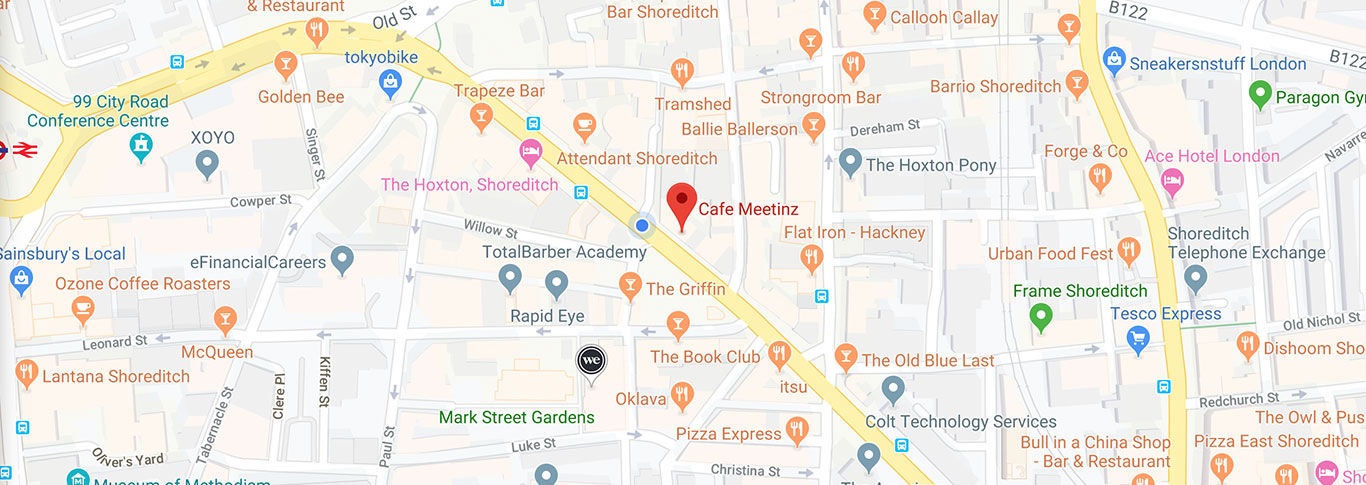 & Restaurant
Old St
Bar Shoreditch
Callooh Callay
B122
B122
tokyobike
Sneakersnstuff London
Golden Bee
Trapeze Bar
Tramshed
Strongroom Bar
Barrio Shoreditch
Paragon Gy
99 City Road
Conference Centre
XOYO
Singer St
Ballie Ballerson
Dereham St
Attendant Shoreditch
The Hoxton Pony
Forge & Co
Ace Hotel London
Navarre
The Hoxton, Shoreditch
Cowper St
Cafe Meetinz
Willow St
Flat Iron - Hackney
Shoreditch
Telephone Exchange
Sainsbury's Local
eFinancialCareers
TotalBarber Academy
Urban Food Fest
Ozone Coffee Roasters
The Griffin
Frame Shoreditch
Rapid Eye
Tesco Express
Old Nichol St
Leonard St
McQueen
we
The Book Club
The Old Blue Last
Dishoom Sho
Lantana Shoreditch
Clere Pl
Kiffen St
itsu
Tabernacle St
Oklava
Redchurch St
Mark Street Gardens
Colt Technology Services
The Owl & Pus
Paul St
Luke St
Pizza Express
Bull in a China Shop
- Bar & Restaurant
Pizza East Shoreditch
Oliver's Yard
Christina St
Museum of Methodism
Sho